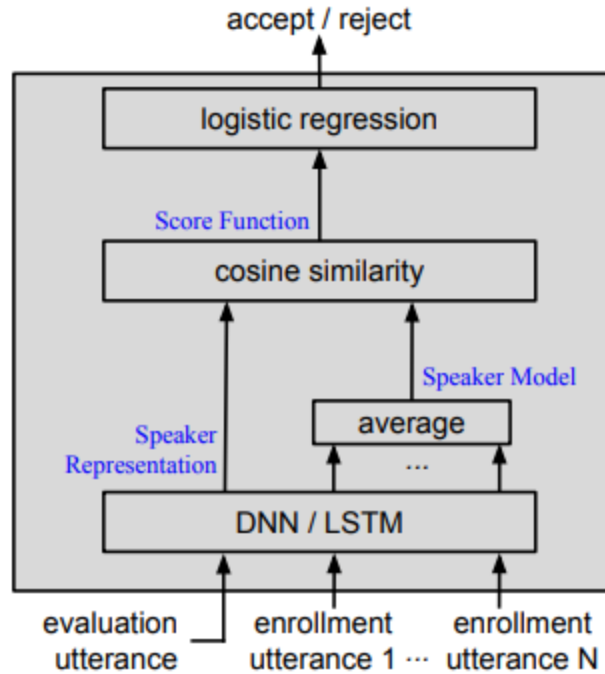 accept / reject
logistic regression
Score Function
cosine similarity
Speaker Model
average
Speaker
Representation
...
DNN / LSTM
evaluation
utterance
enrollment
utterance 1
...
enrollment
utterance N